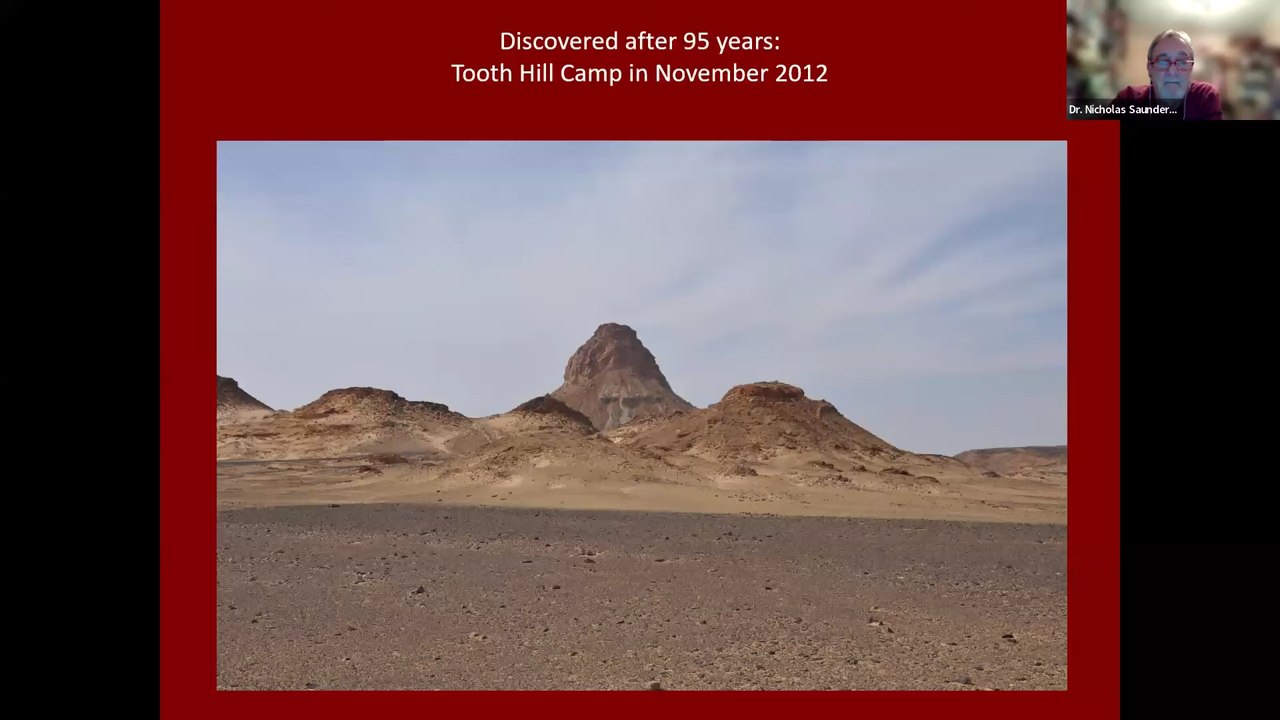 Discovered after 95 years:
Tooth Hill Camp in November 2012
Dr. Nicholas Saunder...